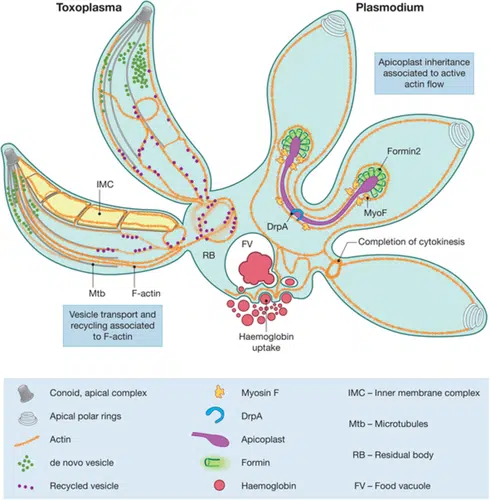 Toxoplasma
Plasmodium
Apicoplast inheritance
associated to active
actin flow
IMC
Formin2
DrpA
MyoF
RB
FV
Completion of cytokinesis
Mtb
F-actin
Vesicle transport and
recycling associated
to F-actin
Haemoglobin
uptake
Conoid, apical complex
Apical polar rings
Actin
de novo vesicle
Recycled vesicle
Myosin F
DrpA
Apicoplast
Formin
Haemoglobin
IMC – Inner membrane complex
Mtb – Microtubules
RB – Residual body
FV – Food vacuole